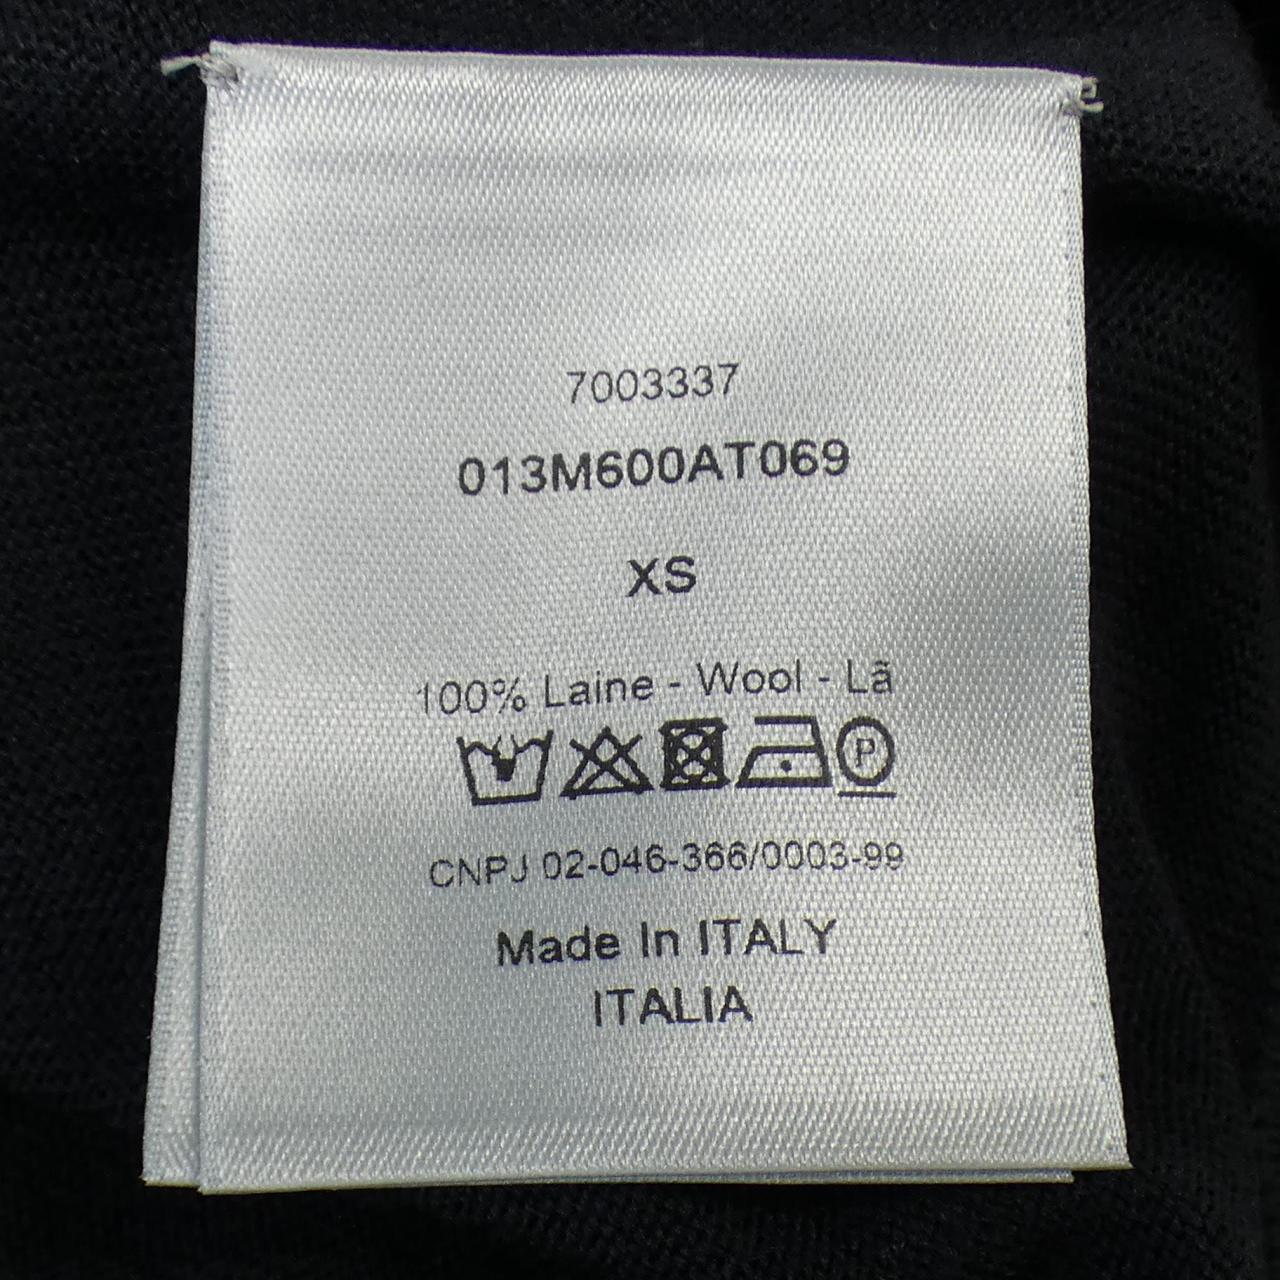 7003337
013M600AT069
XS
100% Laine - Wool - Lã
P
CNPJ 02-046-366/0003-99
Made In ITALY
ITALIA